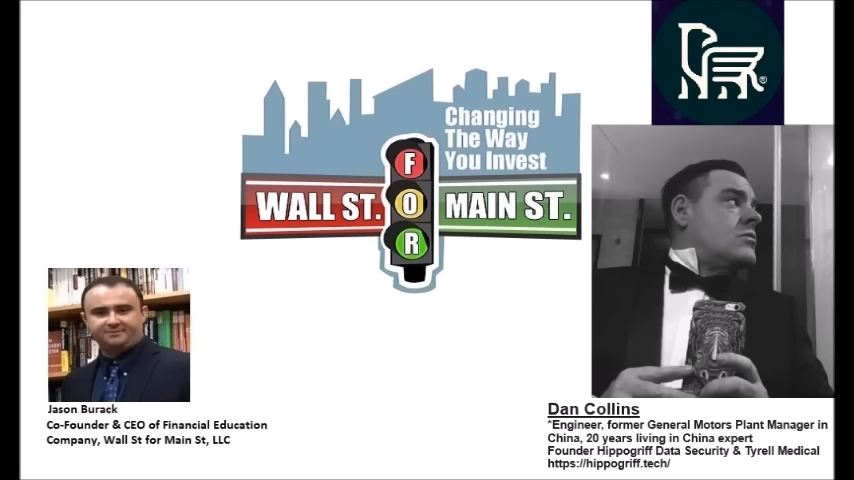 Changing
The Way
You Invest
WALL ST. FOR MAIN ST.
®
Jason Burack
Co-Founder & CEO of Financial Education
Company, Wall St for Main St, LLC
Dan Collins
*Engineer, former General Motors Plant Manager in
China, 20 years living in China expert
Founder Hippogriff Data Security & Tyrell Medical
https://hippogriff.tech/